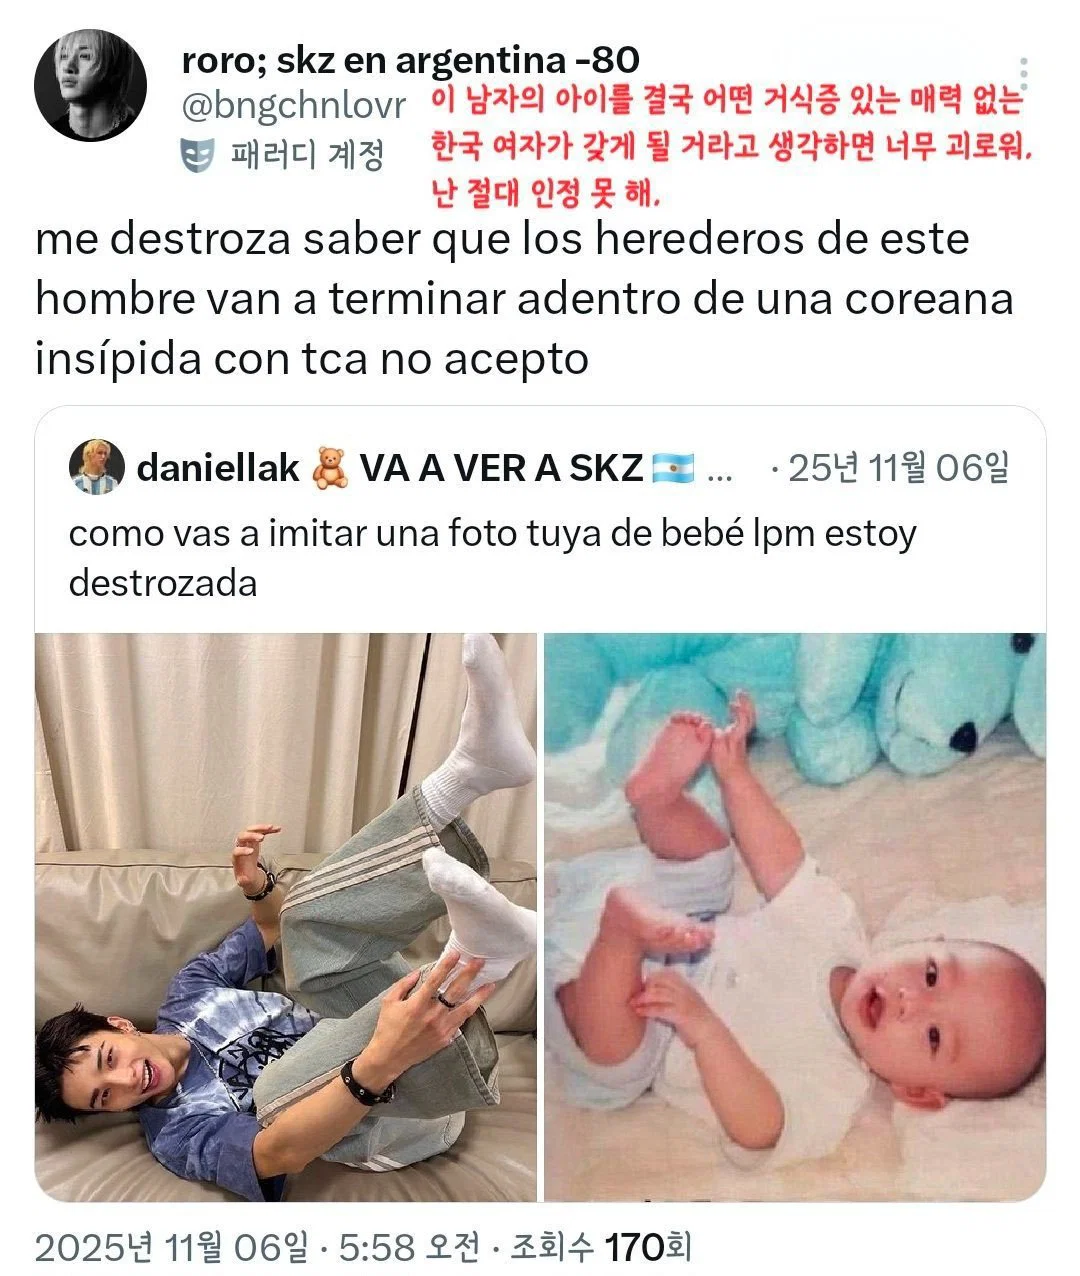 roro; skz en argentina -80
@bngchnlovr
패러디 계정
이 남자의 아이를 결국 어떤 거식증 있는 매력 없는
한국 여자가 갖게 될 거라고 생각하면 너무 괴로워.
난 절대 인정 못 해.
me destroza saber que los herederos de este
hombre van a terminar adentro de una coreana
insípida con tca no acepto
daniellak 🧸 VA A VER A SKZ 🇦🇷 ... · 25년 11월 06일
como vas a imitar una foto tuya de bebé lpm estoy
destrozada
2025년 11월 06일 · 5:58 오전 · 조회수 170회